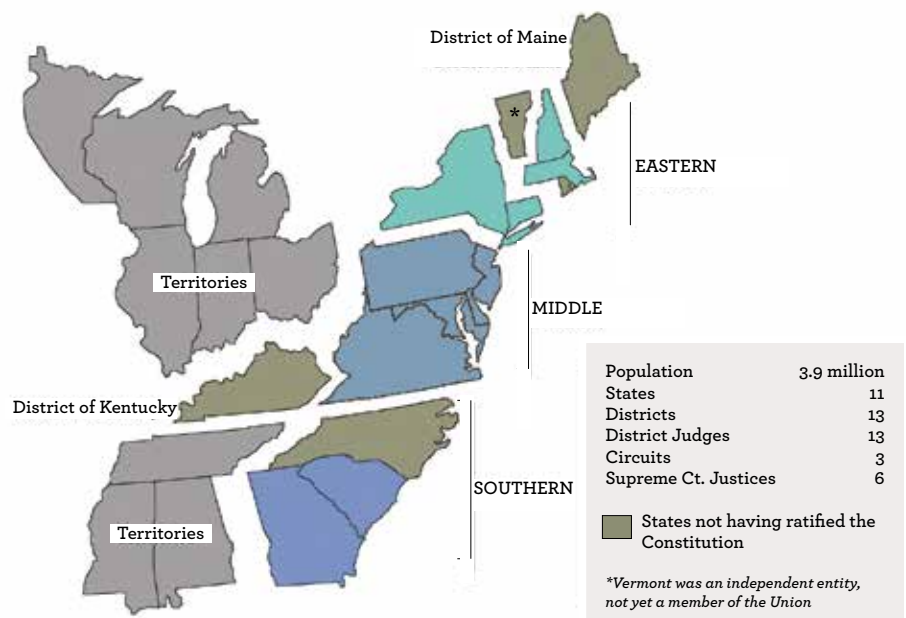 District of Maine
*
EASTERN
Territories
MIDDLE
District of Kentucky
SOUTHERN
Territories
Population 3.9 million
States 11
Districts 13
District Judges 13
Circuits 3
Supreme Ct. Justices 6
States not having ratified the
Constitution
*Vermont was an independent entity,
not yet a member of the Union